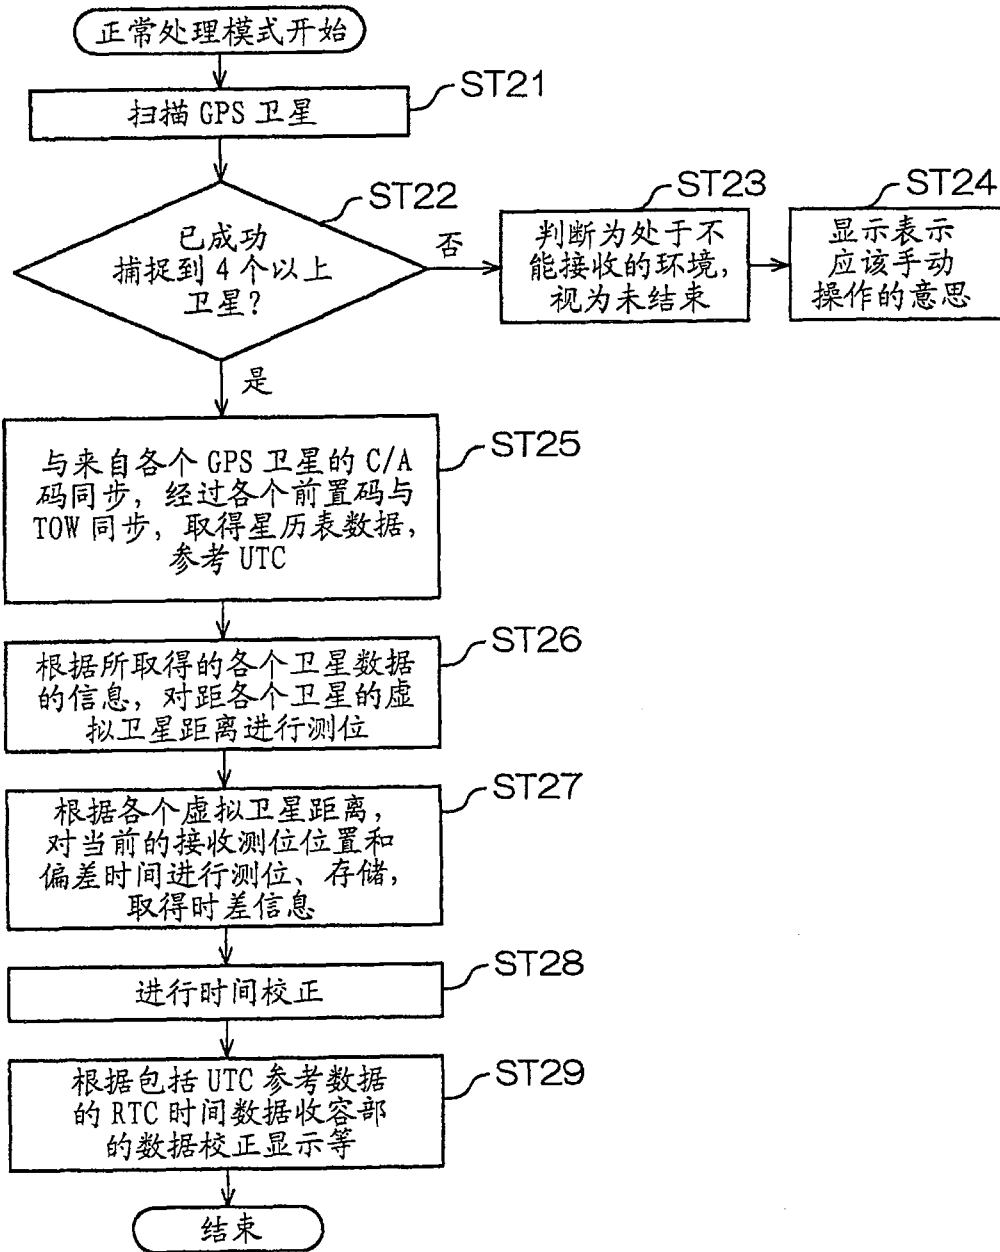 正常处理模式开始
ST21
扫描 GPS 卫星
ST22
已成功
捕捉到 4 个以上
卫星？
否
ST23
判断为处于不
能接收的环境，
视为未结束
ST24
显示表示
应该手动
操作的意思
是
ST25
与来自各个 GPS 卫星的 C/A
码同步，经过各个前置码与
TOW 同步，取得星历表数据，
参考 UTC
ST26
根据所取得的各个卫星数据
的信息，对距各个卫星的虚
拟卫星距离进行测位
ST27
根据各个虚拟卫星距离，
对当前的接收测位位置和
偏差时间进行测位、存储，
取得时差信息
ST28
进行时间校正
ST29
根据包括 UTC 参考数据
的 RTC 时间数据收容部
的数据校正显示等
结束